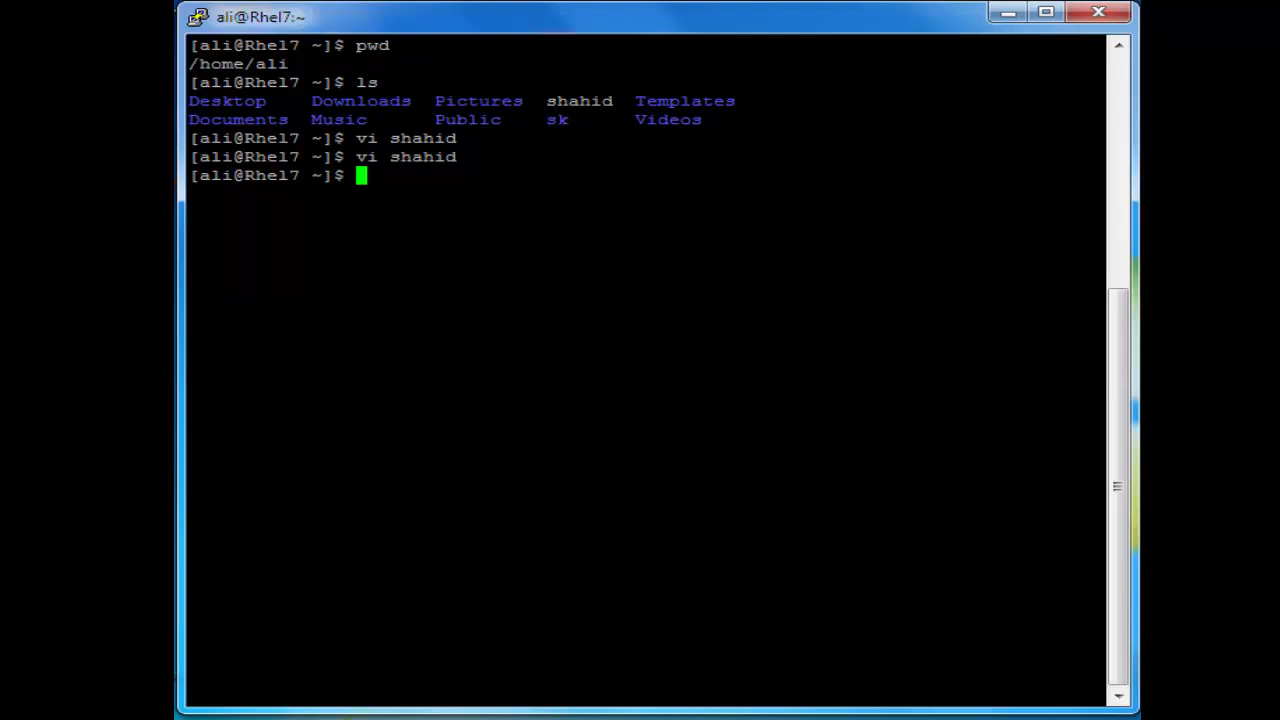 ali@Rhel7:~
[ali@Rhel7 ~]$ pwd
/home/ali
[ali@Rhel7 ~]$ ls
Desktop    Downloads  Pictures  shahid  Templates
Documents  Music      Public    sk      Videos
[ali@Rhel7 ~]$ vi shahid
[ali@Rhel7 ~]$ vi shahid
[ali@Rhel7 ~]$